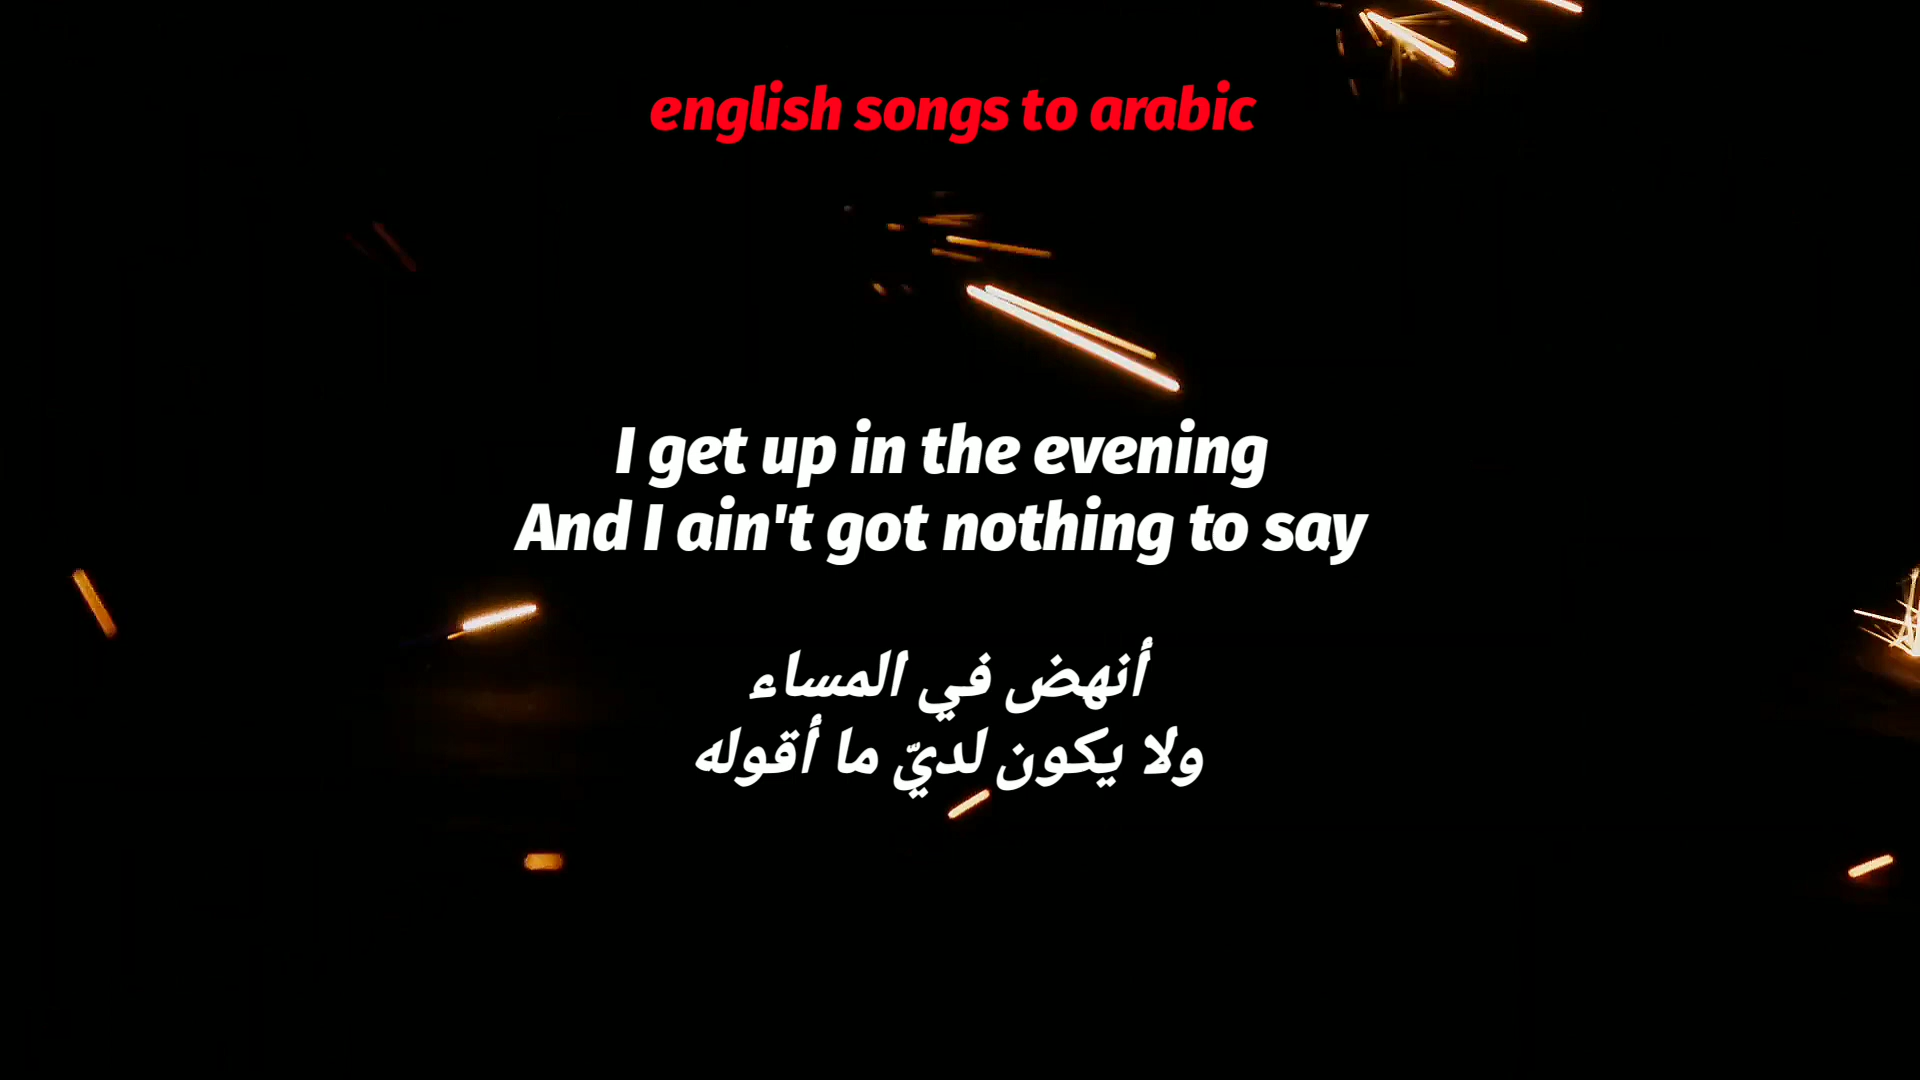 english songs to arabic
I get up in the evening
And I ain't got nothing to say
أنهض في المساء
ولا يكون لديّ ما أقوله